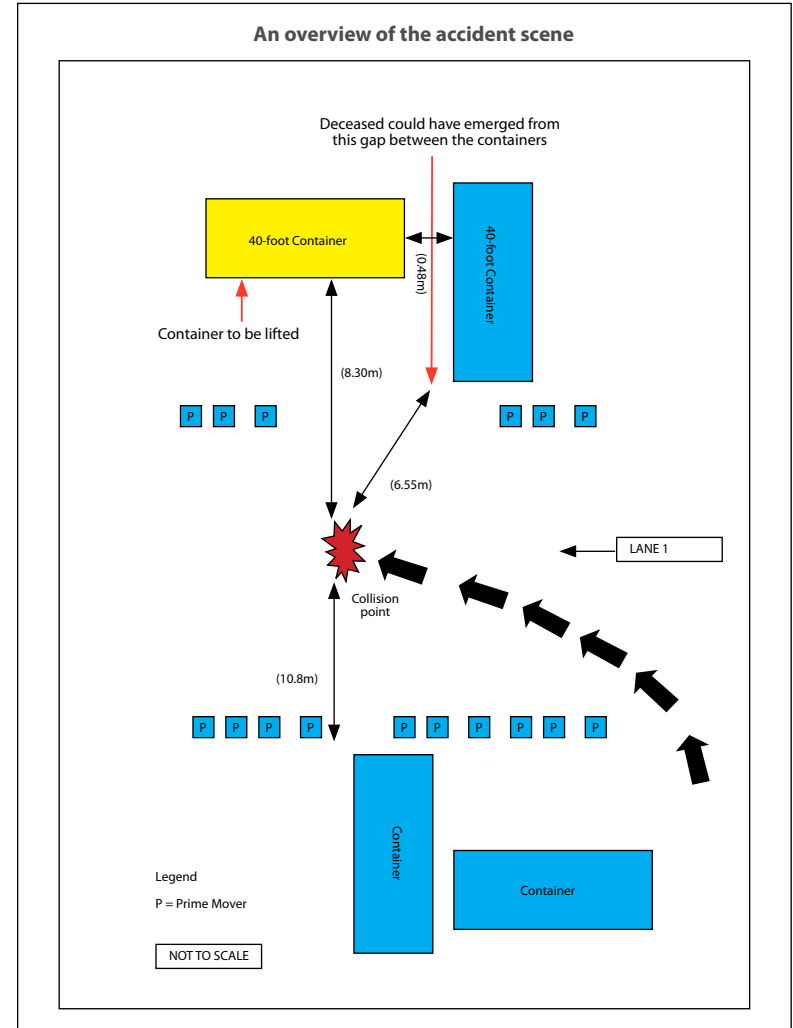 An overview of the accident scene
Deceased could have emerged from
this gap between the containers
40-foot Container
40-foot Container
(0.48m)
Container to be lifted
(8.30m)
P P P
P P P
(6.55m)
LANE 1
Collision
point
(10.8m)
P P P P
P P P P P P
Container
Container
Legend
P = Prime Mover
NOT TO SCALE